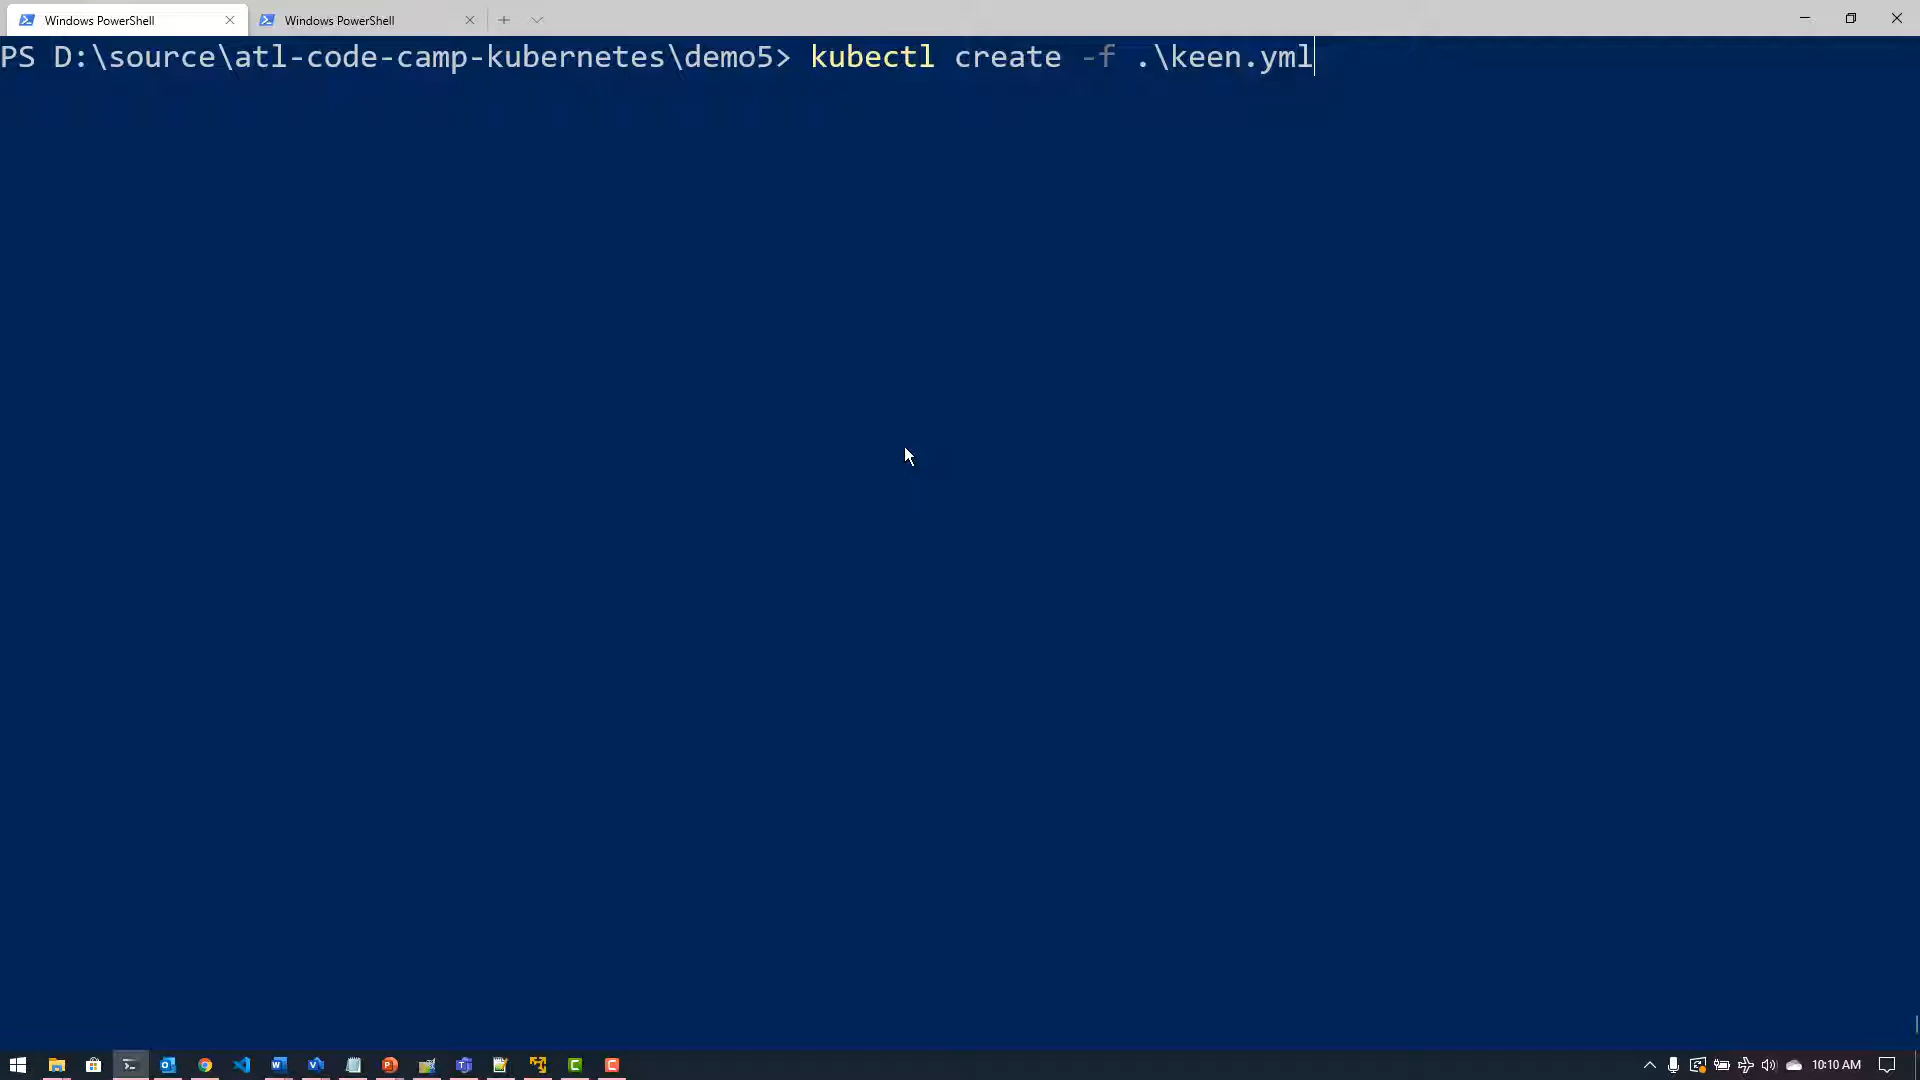 Windows PowerShell
Windows PowerShell
PS D:\source\atl-code-camp-kubernetes\demo5> kubectl create -f .\keen.yml
10:10 AM